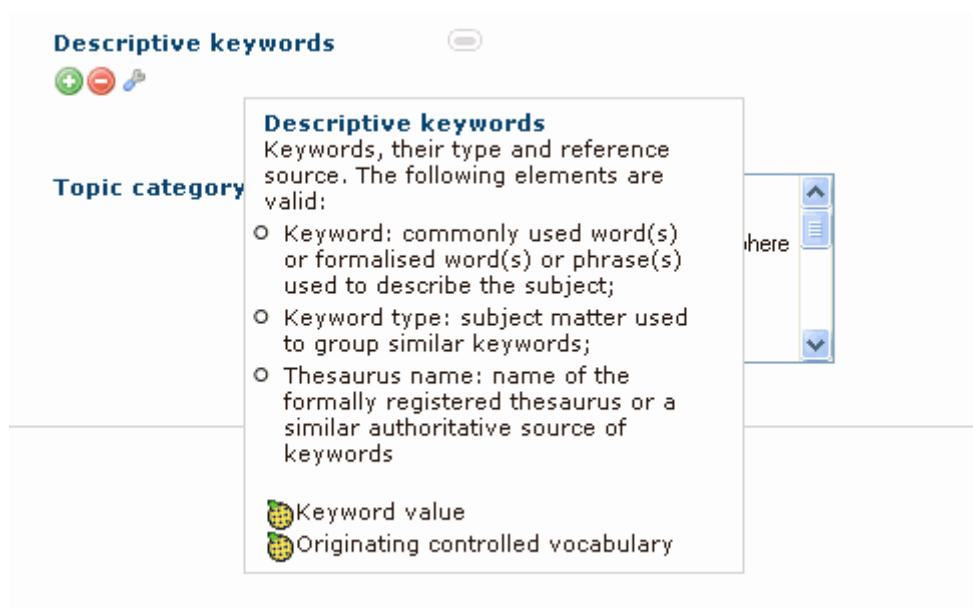 Descriptive keywords
Descriptive keywords
Keywords, their type and reference
source. The following elements are
valid:
Keyword: commonly used word(s)
or formalised word(s) or phrase(s)
used to describe the subject;
Keyword type: subject matter used
to group similar keywords;
Thesaurus name: name of the
formally registered thesaurus or a
similar authoritative source of
keywords
Keyword value
Originating controlled vocabulary
Topic category